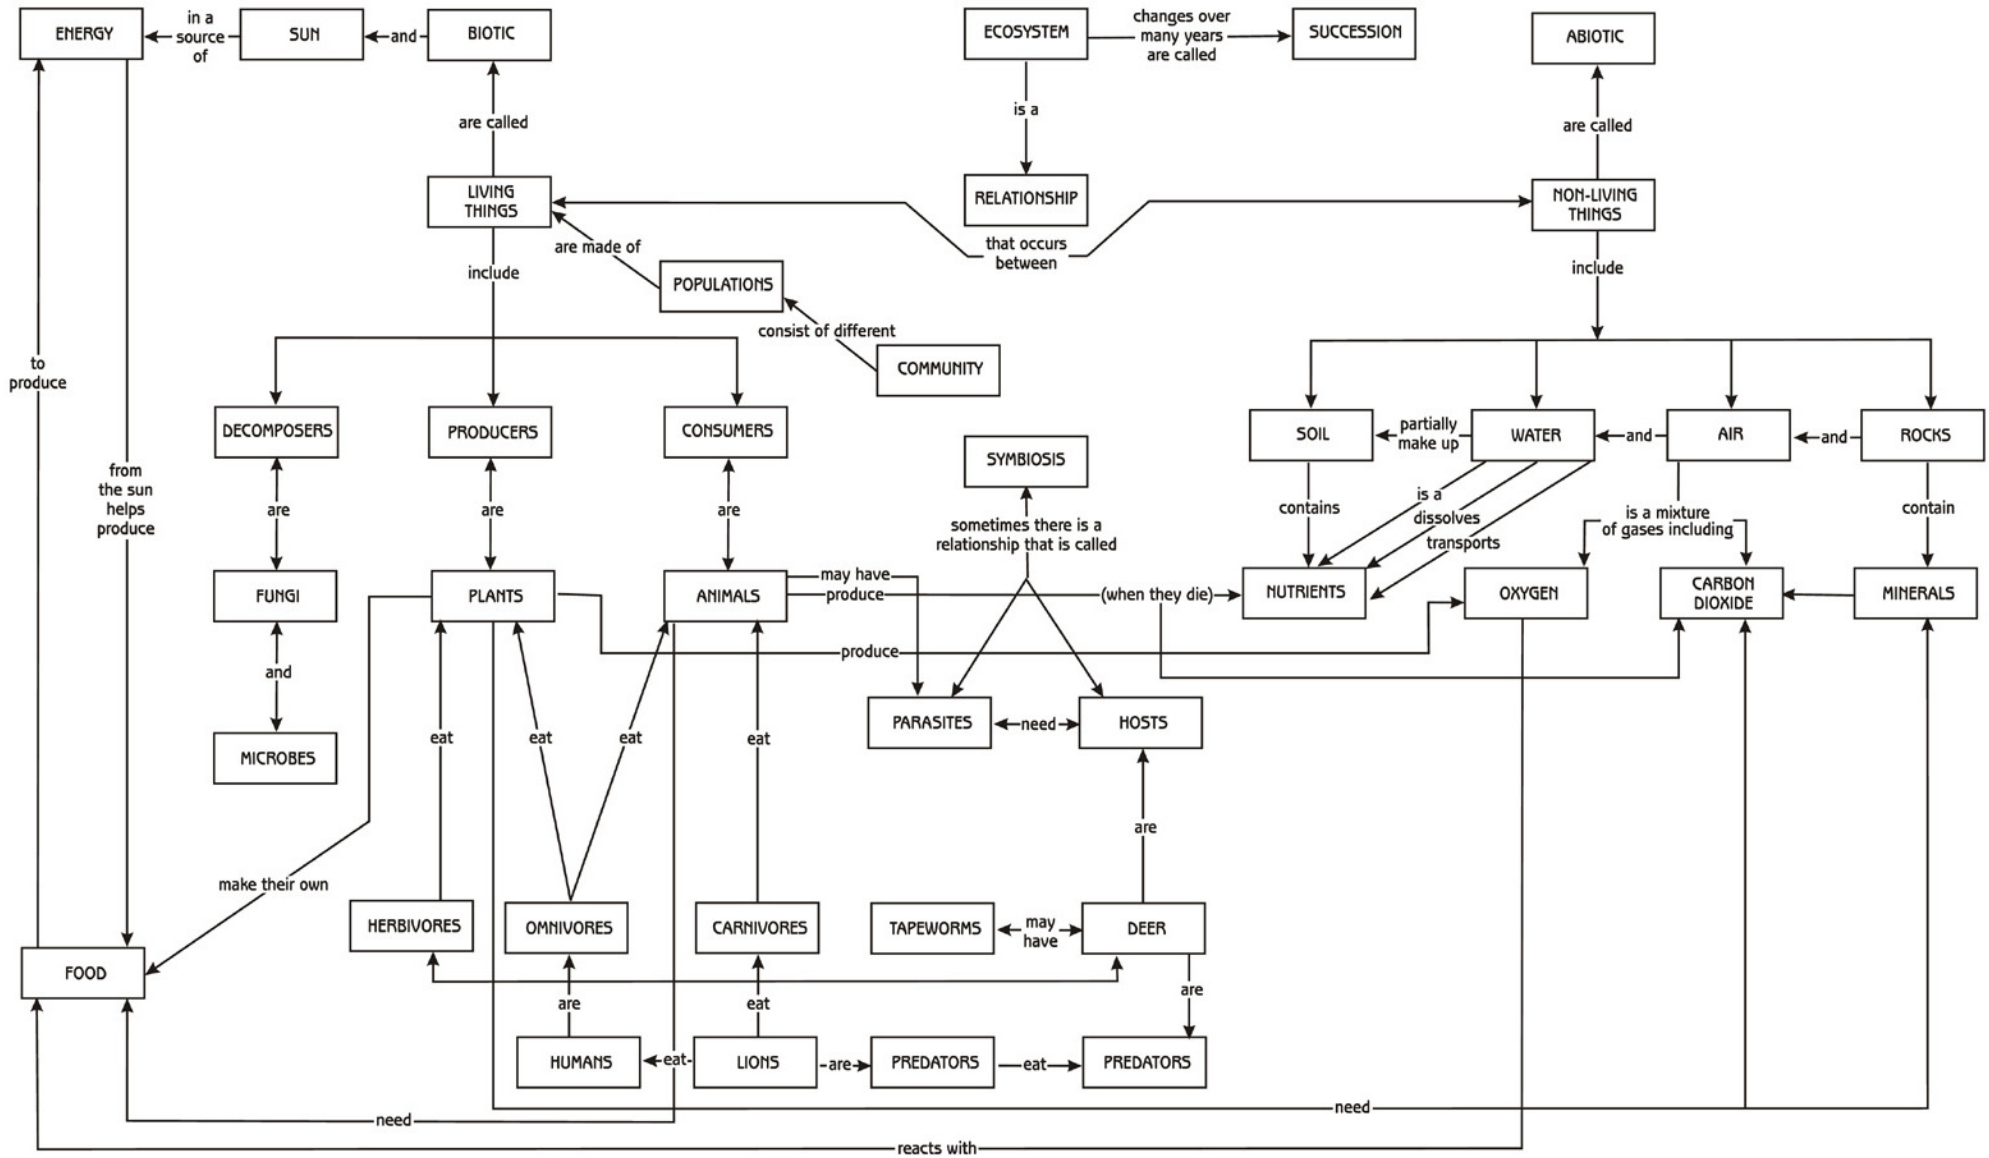 ENERGY
in a
source
of
SUN
and
BIOTIC
ECOSYSTEM
changes over
many years
are called
SUCCESSION
ABIOTIC
are called
is a
are called
LIVING
THINGS
RELATIONSHIP
NON-LIVING
THINGS
are made of
that occurs
between
include
include
POPULATIONS
consist of different
COMMUNITY
to
produce
from
the sun
helps
produce
DECOMPOSERS
PRODUCERS
CONSUMERS
SYMBIOSIS
SOIL
partially
make up
WATER
and
AIR
and
ROCKS
are
are
are
sometimes there is a
relationship that is called
contains
is a
dissolves
transports
is a mixture
of gases including
contain
FUNGI
PLANTS
ANIMALS
may have
produce
(when they die)
NUTRIENTS
OXYGEN
CARBON
DIOXIDE
MINERALS
produce
and
MICROBES
eat
eat
eat
eat
PARASITES
need
HOSTS
are
make their own
HERBIVORES
OMNIVORES
CARNIVORES
TAPEWORMS
may
have
DEER
FOOD
are
eat
are
HUMANS
eat
LIONS
are
PREDATORS
eat
PREDATORS
need
need
reacts with